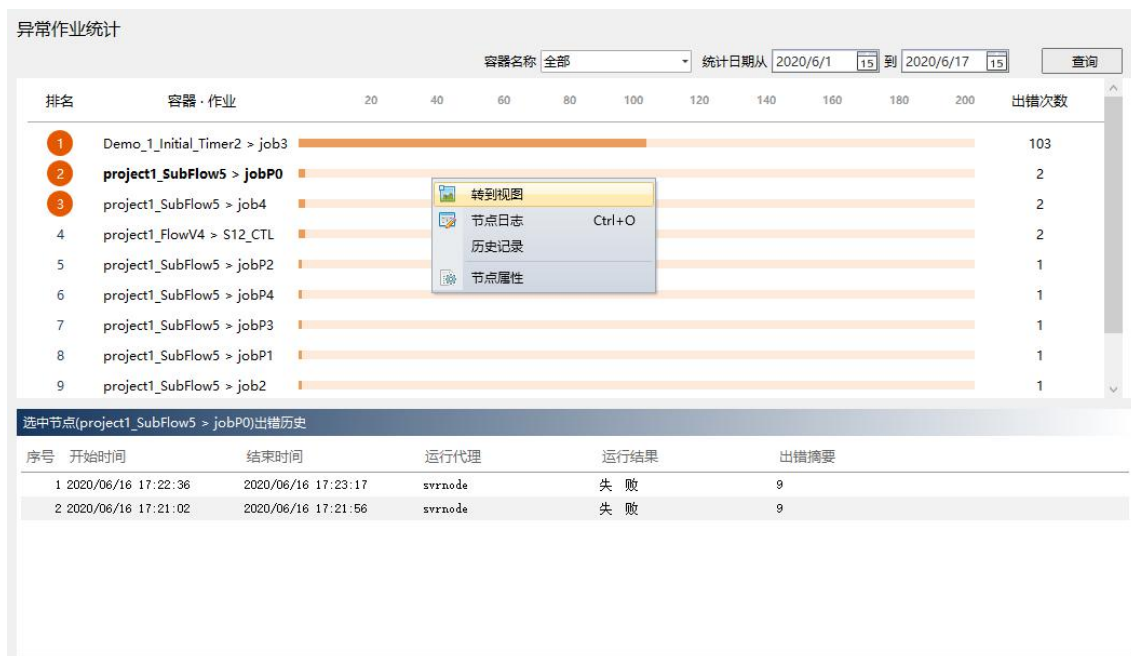 异常作业统计
容器名称 全部 统计日期从 2020/6/1 15 到 2020/6/17 15 查询
排名 容器 · 作业 20 40 60 80 100 120 140 160 180 200 出错次数
1 Demo_1_Initial_Timer2 > job3 103
2 project1_SubFlow5 > jobP0 2
3 project1_SubFlow5 > job4 2
4 project1_FlowV4 > S12_CTL 2
5 project1_SubFlow5 > jobP2 1
6 project1_SubFlow5 > jobP4 1
7 project1_SubFlow5 > jobP3 1
8 project1_SubFlow5 > jobP1 1
9 project1_SubFlow5 > job2 1
转到视图
节点日志 Ctrl+O
历史记录
节点属性
选中节点(project1_SubFlow5 > jobP0)出错历史
序号 开始时间 结束时间 运行代理 运行结果 出错摘要
1 2020/06/16 17:22:36 2020/06/16 17:23:17 svrnode 失 败 9
2 2020/06/16 17:21:02 2020/06/16 17:21:56 svrnode 失 败 9